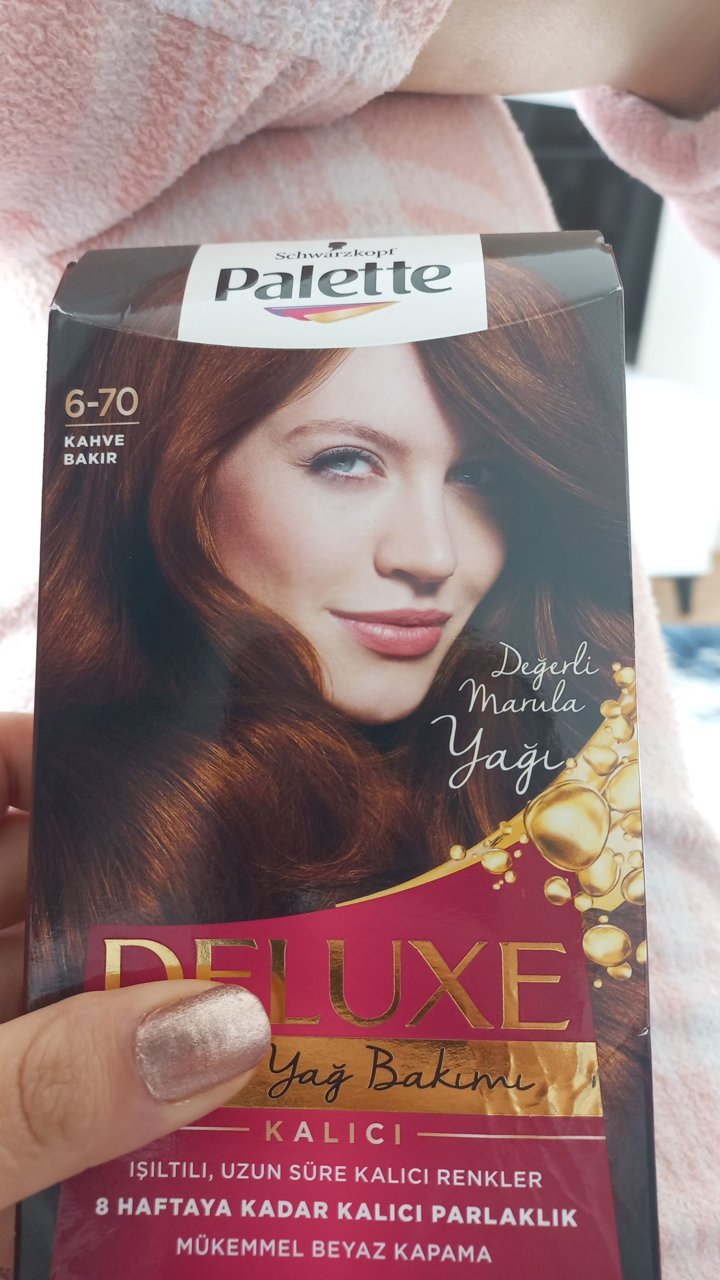 Schwarzkopf
Palette
6-70
KAHVE
BAKIR
Değerli
Marula
Yağı
DELUXE
Yağ Bakımı
KALICI
IŞILTILI, UZUN SÜRE KALICI RENKLER
8 HAFTAYA KADAR KALICI PARLAKLIK
MÜKEMMEL BEYAZ KAPAMA